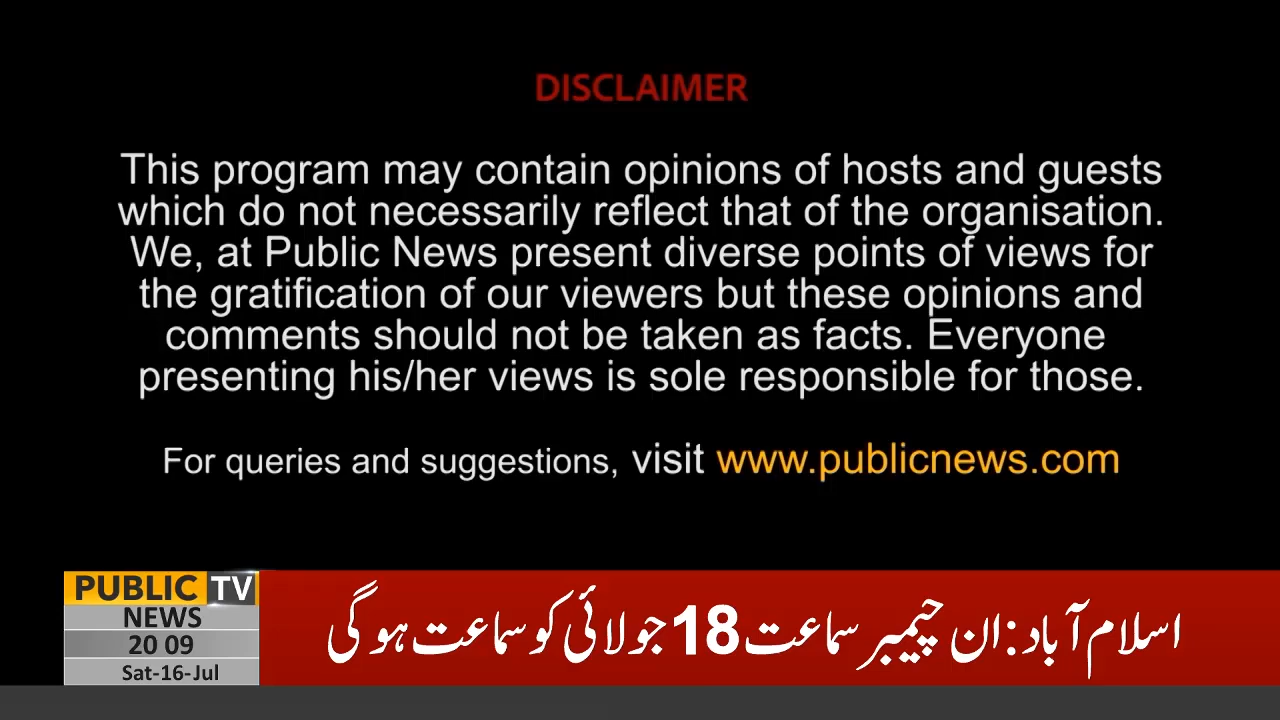 DISCLAIMER
This program may contain opinions of hosts and guests
which do not necessarily reflect that of the organisation.
We, at Public News present diverse points of views for
the gratification of our viewers but these opinions and
comments should not be taken as facts. Everyone
presenting his/her views is sole responsible for those.
For queries and suggestions, visit www.publicnews.com
PUBLIC TV
NEWS
20 09
Sat-16-Jul
اسلام آباد: ان چیمبر سماعت 18 جولائی کو سماعت ہوگی